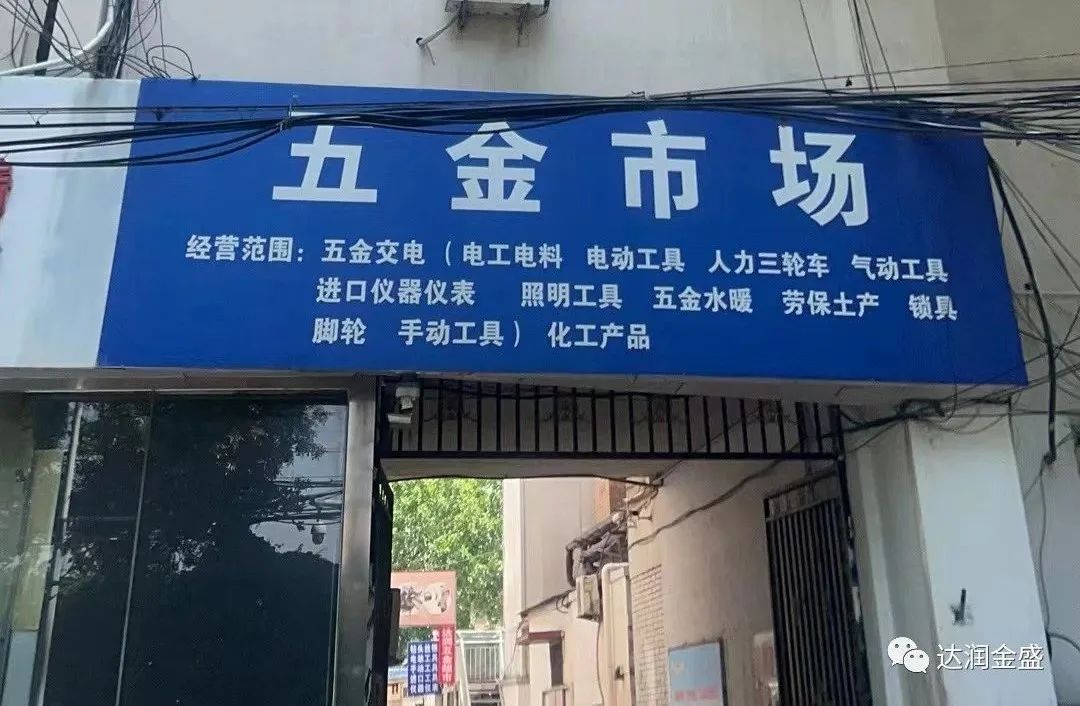 五金市场
经营范围：五金交电（电工电料 电动工具 人力三轮车 气动工具
进口仪器仪表 照明工具 五金水暖 劳保土产 锁具
脚轮 手动工具）化工产品
达润金盛